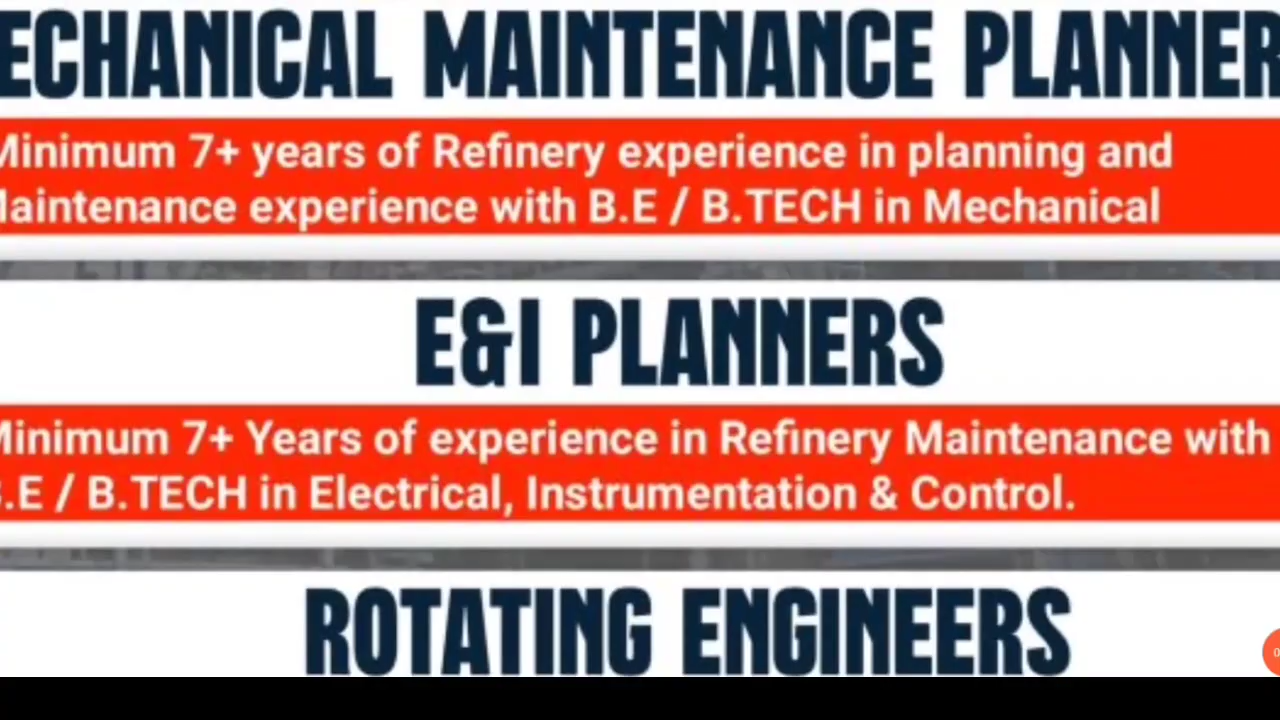 ECHANICAL MAINTENANCE PLANNER
Minimum 7+ years of Refinery experience in planning and
Maintenance experience with B.E / B.TECH in Mechanical
E&I PLANNERS
Minimum 7+ Years of experience in Refinery Maintenance with
B.E / B.TECH in Electrical, Instrumentation & Control.
ROTATING ENGINEERS